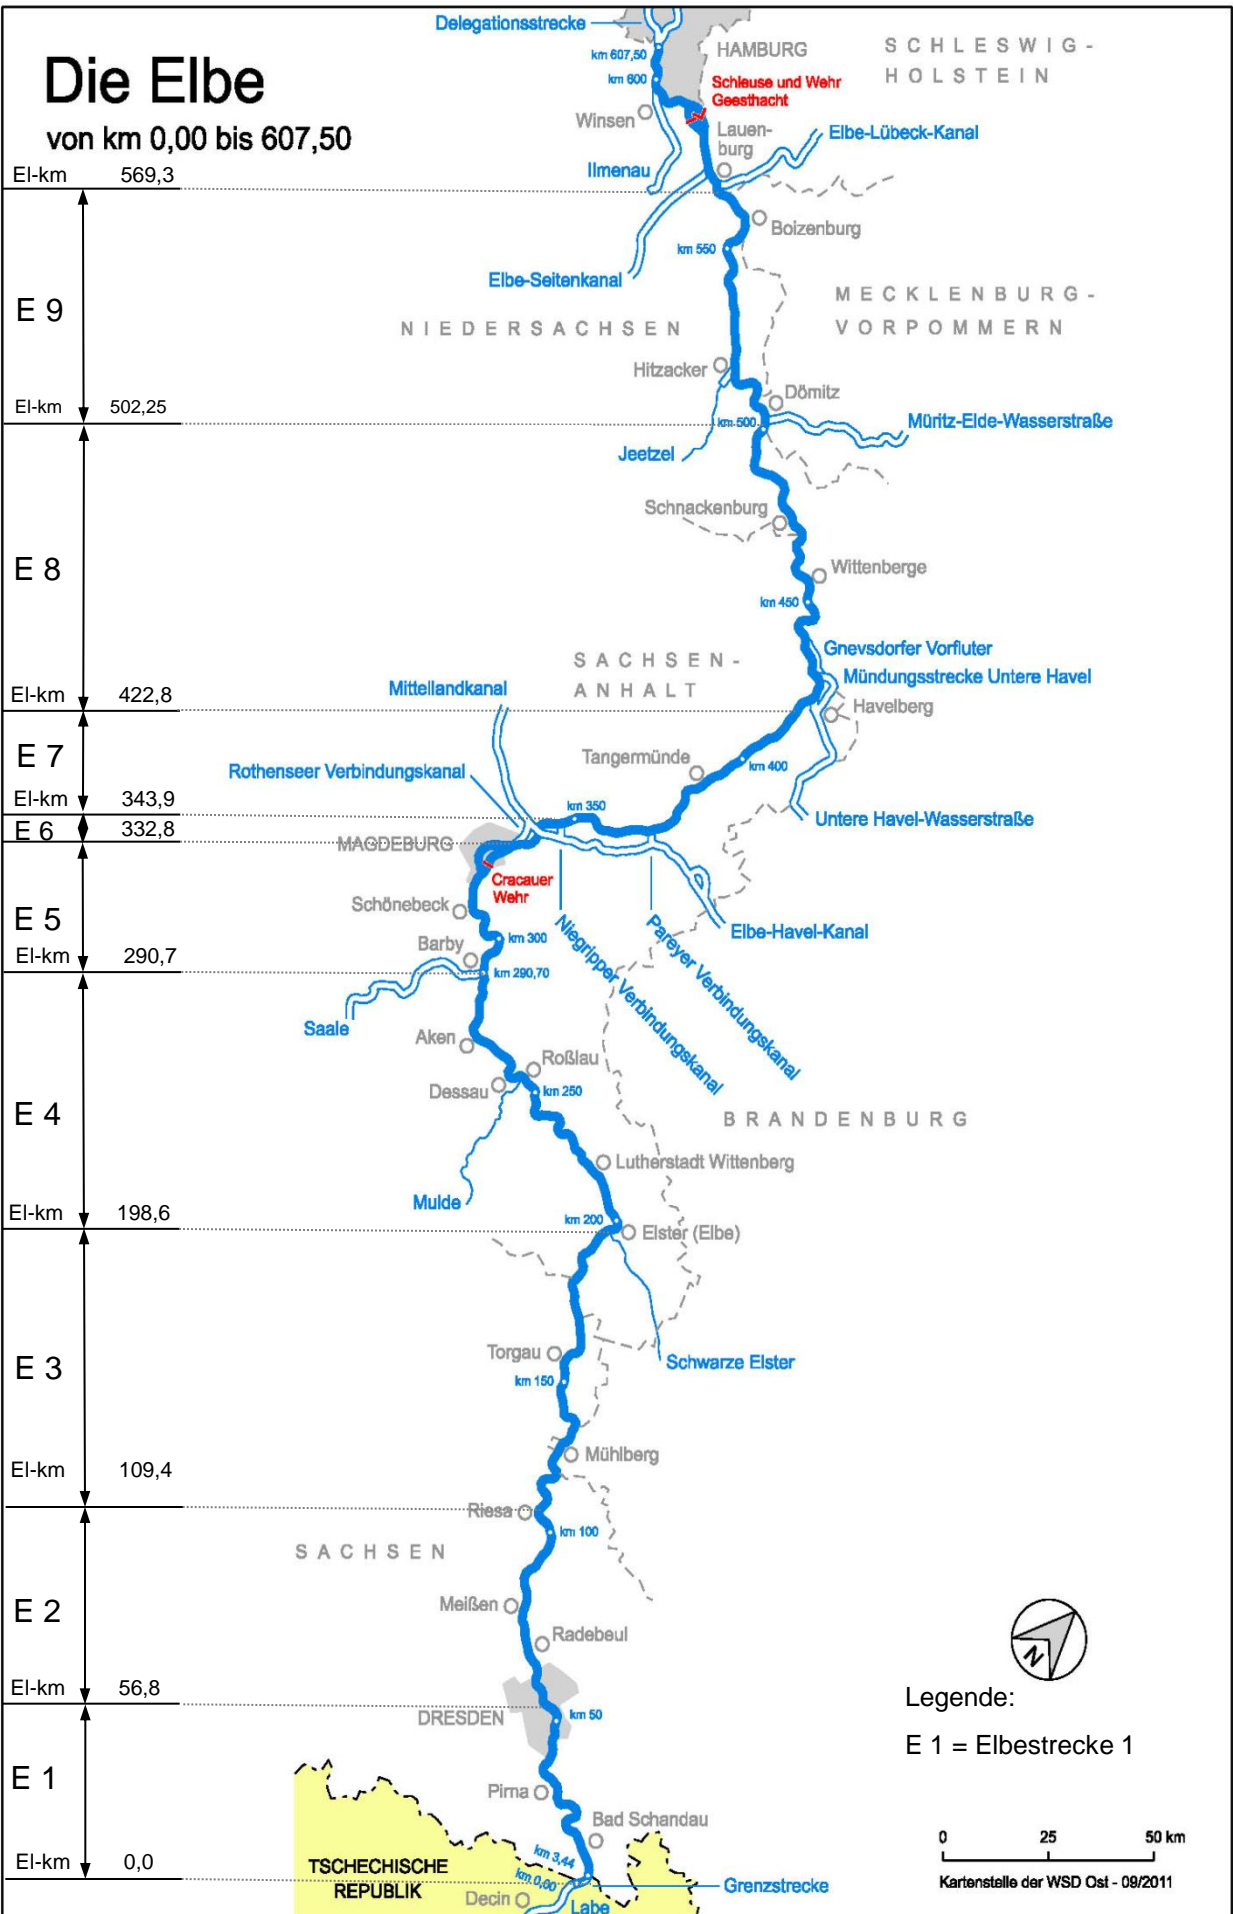 Delegationsstrecke
Die Elbe
von km 0,00 bis 607,50
km 607,50
HAMBURG
SCHLESWIG-
HOLSTEIN
km 600
Schleuse und Wehr
Geesthacht
Winsen
Lauen-
burg
Elbe-Lübeck-Kanal
Ilmenau
El-km 569,3
Boizenburg
km 550
Elbe-Seitenkanal
E 9
MECKLENBURG-
VORPOMMERN
NIEDERSACHSEN
Hitzacker
Dömitz
El-km 502,25
km 500
Müritz-Elde-Wasserstraße
Jeetzel
Schnackenburg
E 8
Wittenberge
km 450
Gnevsdorfer Vorfluter
SACHSEN-
ANHALT
Mündungsstrecke Untere Havel
Mittellandkanal
El-km 422,8
Havelberg
E 7
Tangermünde
km 400
Rothenseer Verbindungskanal
El-km 343,9
km 350
Untere Havel-Wasserstraße
E 6 332,8
MAGDEBURG
Cracauer
Wehr
Schönebeck
E 5
Niegripper Verbindungskanal
Pareyer Verbindungskanal
Elbe-Havel-Kanal
km 300
Barby
El-km 290,7
km 290,70
Saale
Aken
Roßlau
Dessau
km 250
E 4
BRANDENBURG
Lutherstadt Wittenberg
Mulde
El-km 198,6
km 200
Elster (Elbe)
Torgau
E 3
Schwarze Elster
km 150
Mühlberg
El-km 109,4
Riesa
km 100
SACHSEN
E 2
Meißen
Radebeul
El-km 56,8
DRESDEN
km 50
Legende:
E 1 = Elbestrecke 1
N
E 1
Pirna
Bad Schandau
0 25 50 km
El-km 0,0
TSCHECHISCHE
REPUBLIK
km 3,44
km 0,00
Grenzstrecke
Kartenstelle der WSD Ost - 09/2011
Decin
Labe